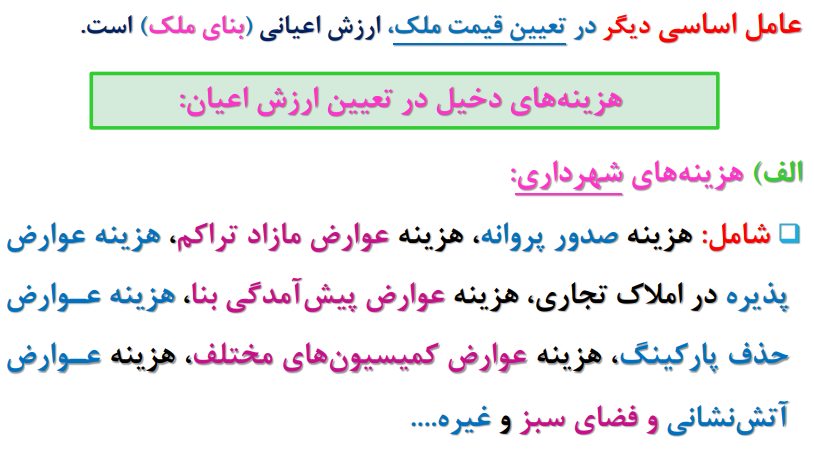 عامل اساسی دیگر در تعیین قیمت ملک، ارزش اعیانی (بنای ملک) است.
هزینه‌های دخیل در تعیین ارزش اعیان:
الف) هزینه‌های شهرداری:
❑ شامل: هزینه صدور پروانه، هزینه عوارض مازاد تراکم، هزینه عوارض
پذیره در املاک تجاری، هزینه عوارض پیش‌آمدگی بنا، هزینه عـوارض
حذف پارکینگ، هزینه عوارض کمیسیون‌های مختلف، هزینه عـوارض
آتش‌نشانی و فضای سبز و غیره....